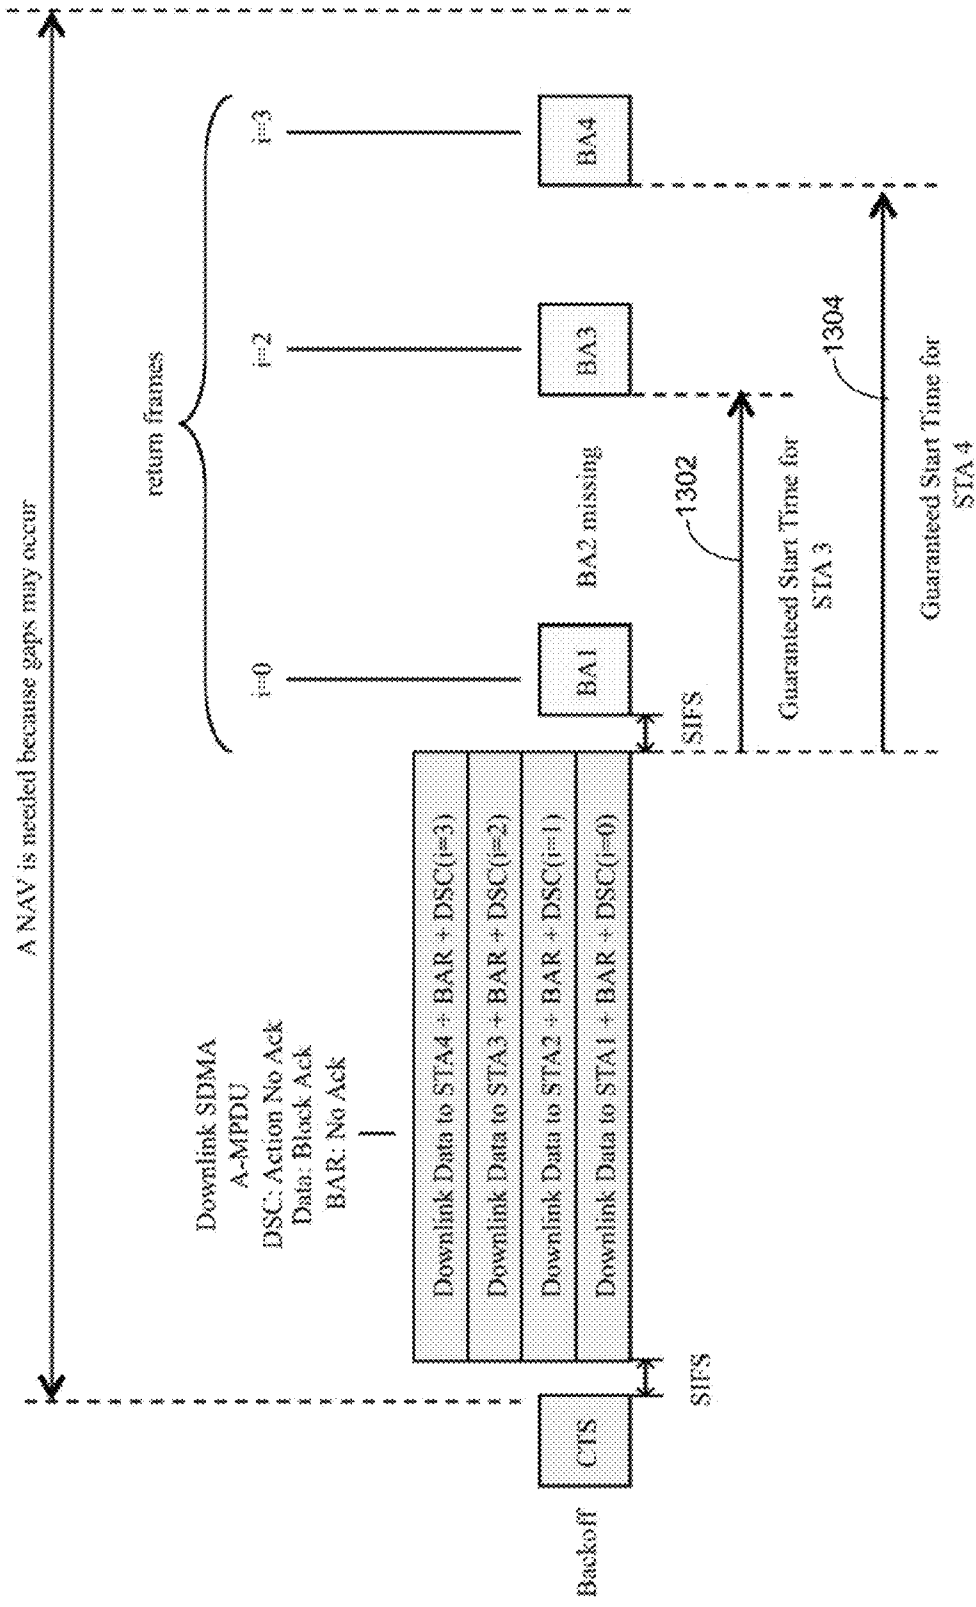 A NAV is needed because gaps may occur
return frames
i=0
i=2
i=3
Downlink SDMA
A-MPDU
DSC: Action No Ack
Data: Block Ack
BAR: No Ack
Downlink Data to STA4 + BAR + DSC(i=3)
Downlink Data to STA3 + BAR + DSC(i=2)
Downlink Data to STA2 + BAR + DSC(i=1)
Downlink Data to STA1 + BAR + DSC(i=0)
Backoff
CTS
BA1
BA2 missing
BA3
BA4
SIFS
SIFS
1302
Guaranteed Start Time for
STA 3
1304
Guaranteed Start Time for
STA 4